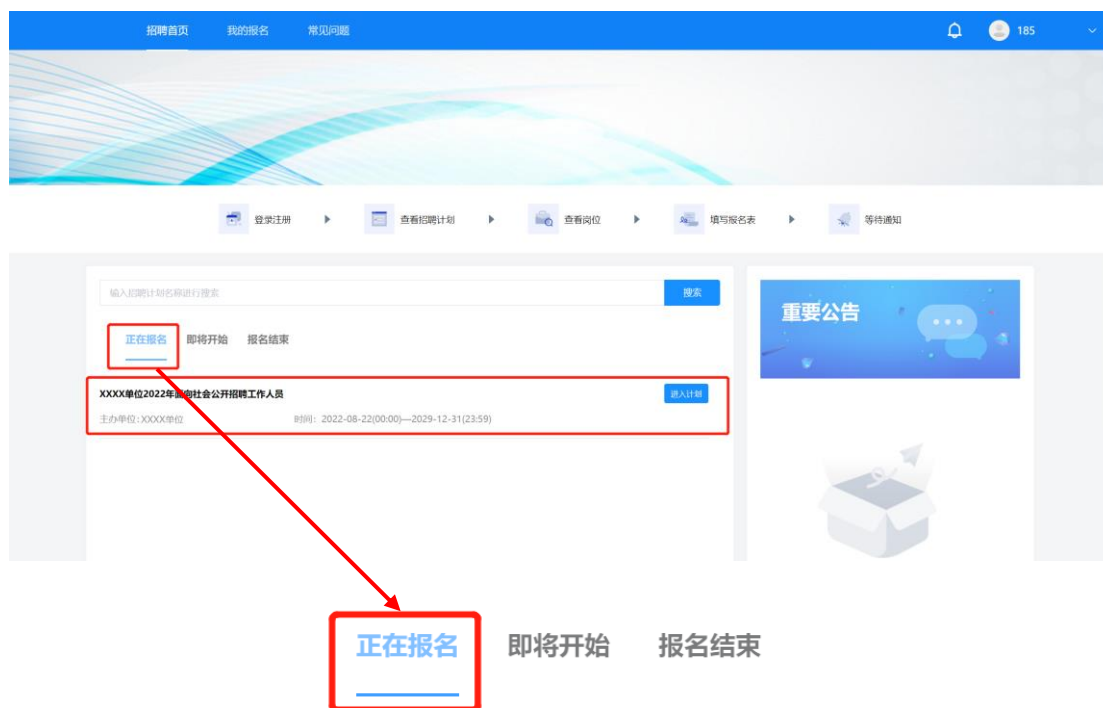 招聘首页 我的报名 常见问题 185
登录注册 查看招聘计划 查看岗位 填写报名表 等待通知
输入招聘计划名称进行搜索 搜索
重要公告
正在报名 即将开始 报名结束
XXXX单位2022年面向社会公开招聘工作人员 进入计划
主办单位:XXXX单位 时间: 2022-08-22(00:00)—2029-12-31(23:59)
正在报名 即将开始 报名结束